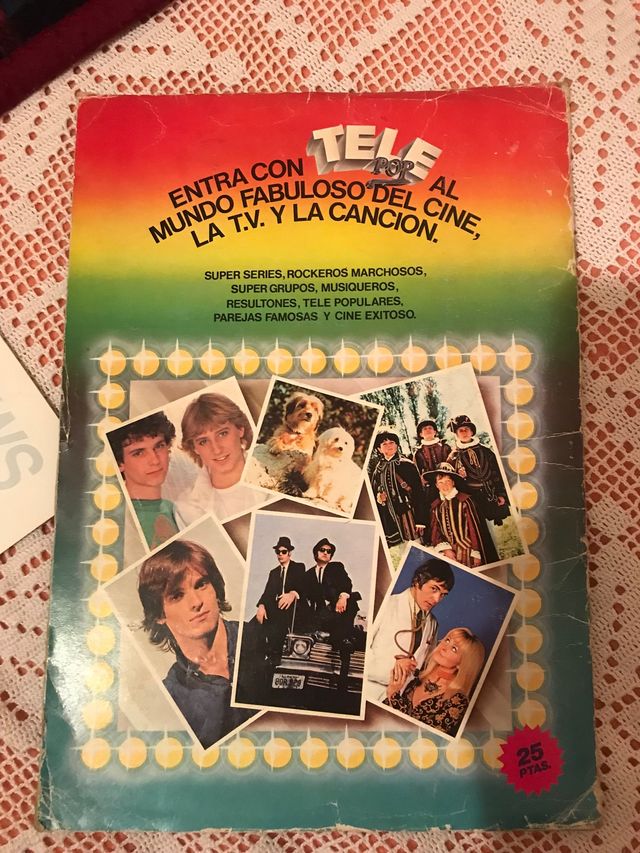 ENTRA CON TELE POP AL
MUNDO FABULOSO DEL CINE,
LA T.V. Y LA CANCION.
SUPER SERIES, ROCKEROS MARCHOSOS,
SUPER GRUPOS, MUSIQUEROS,
RESULTONES, TELE POPULARES,
PAREJAS FAMOSAS Y CINE EXITOSO.
25
PTAS.